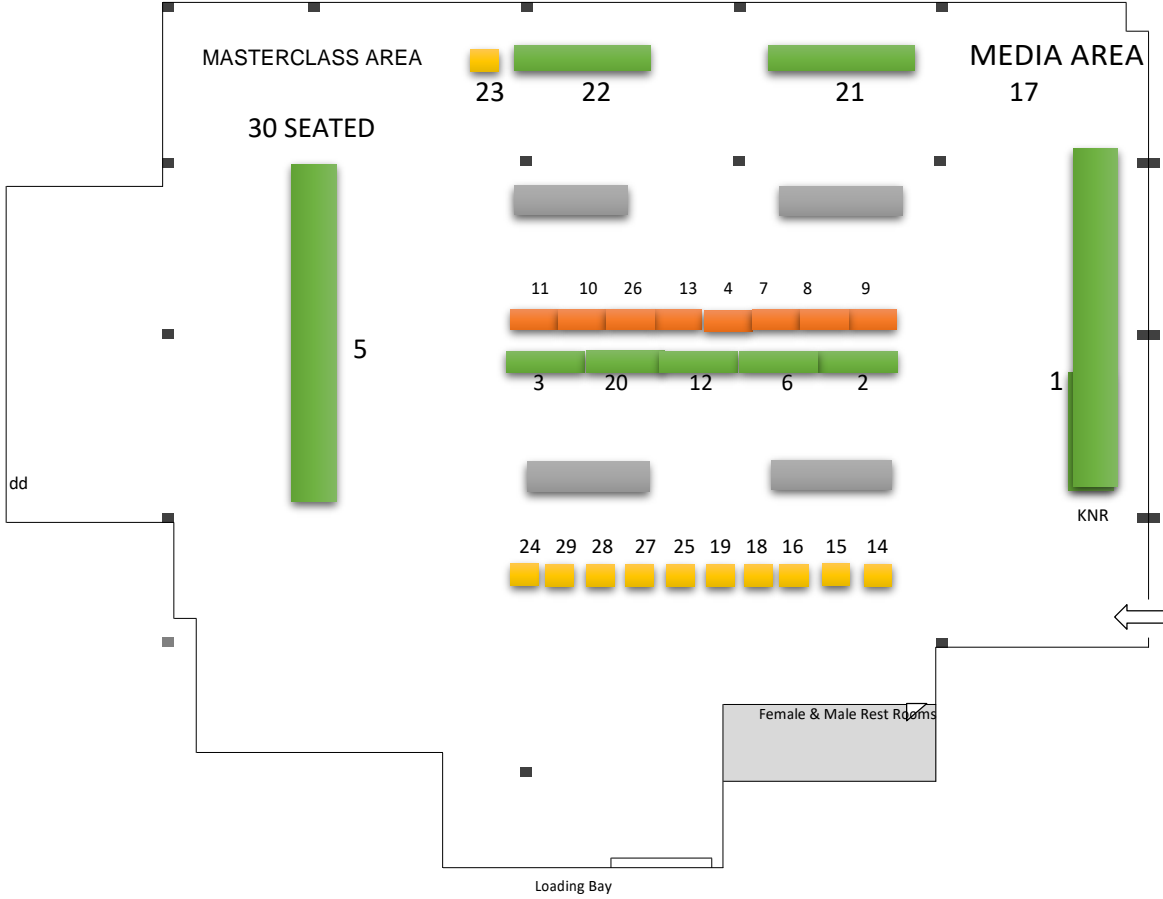 MASTERCLASS AREA
MEDIA AREA
23
22
21
17
30 SEATED
11 10 26 13 4 7 8 9
5
3 20 12 6 2
1
dd
KNR
24 29 28 27 25 19 18 16 15 14
Female & Male Rest Rooms
Loading Bay